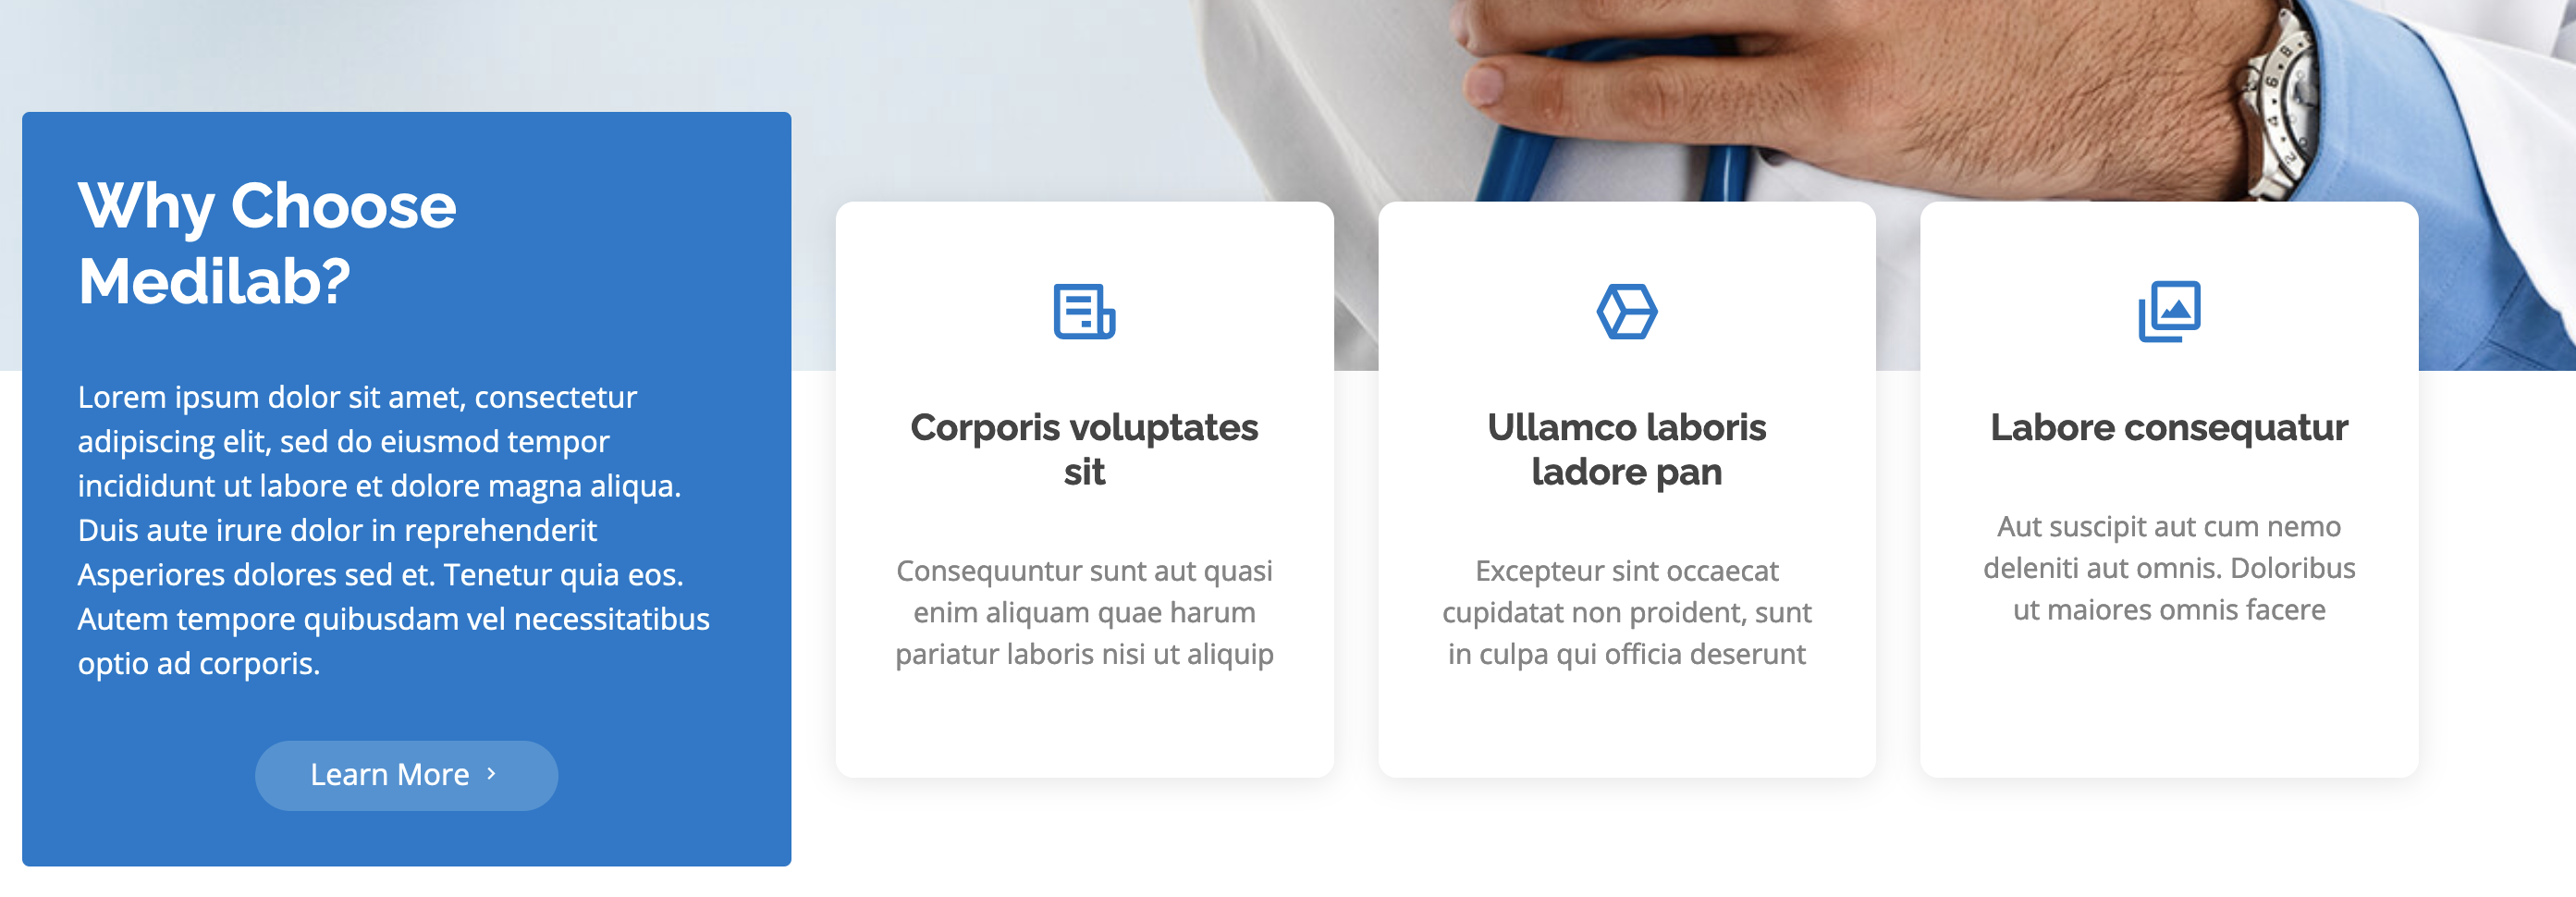 Why Choose
Medilab?
Lorem ipsum dolor sit amet, consectetur
adipiscing elit, sed do eiusmod tempor
incididunt ut labore et dolore magna aliqua.
Duis aute irure dolor in reprehenderit
Asperiores dolores sed et. Tenetur quia eos.
Autem tempore quibusdam vel necessitatibus
optio ad corporis.
Learn More
Corporis voluptates
sit
Consequuntur sunt aut quasi
enim aliquam quae harum
pariatur laboris nisi ut aliquip
Ullamco laboris
ladore pan
Excepteur sint occaecat
cupidatat non proident, sunt
in culpa qui officia deserunt
Labore consequatur
Aut suscipit aut cum nemo
deleniti aut omnis. Doloribus
ut maiores omnis facere